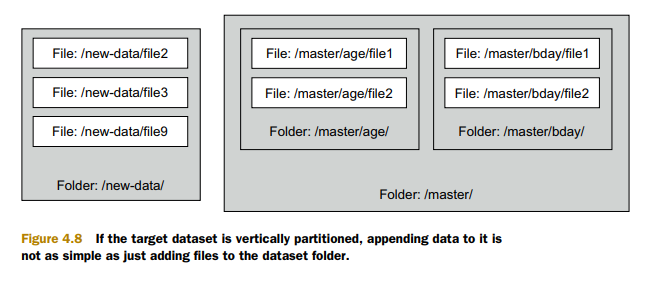 File: /new-data/file2
File: /new-data/file3
File: /new-data/file9
Folder: /new-data/
File: /master/age/file1
File: /master/age/file2
Folder: /master/age/
File: /master/bday/file1
File: /master/bday/file2
Folder: /master/bday/
Folder: /master/
Figure 4.8 If the target dataset is vertically partitioned, appending data to it is
not as simple as just adding files to the dataset folder.